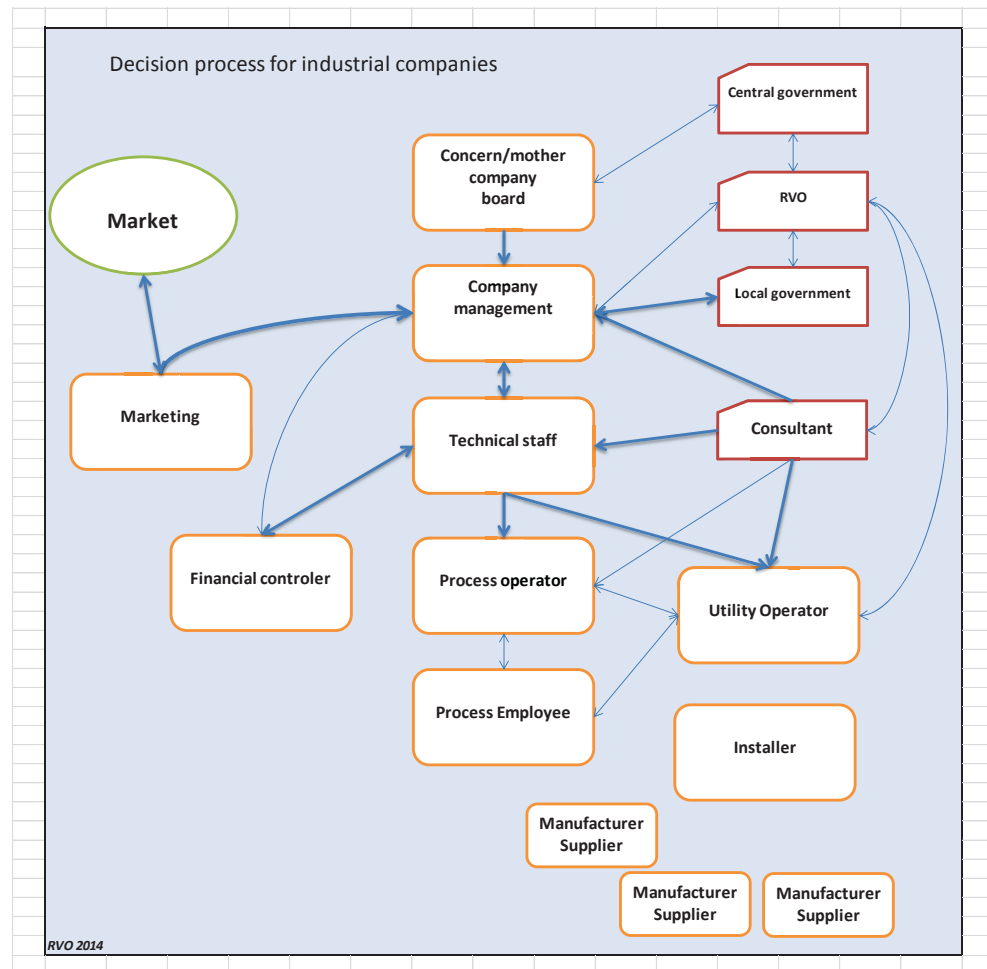 Decision process for industrial companies
Central government
Concern/mother
company
board
RVO
Market
Company
management
Local government
Marketing
Technical staff
Consultant
Financial controler
Process operator
Utility Operator
Process Employee
Installer
Manufacturer
Supplier
Manufacturer
Supplier
Manufacturer
Supplier
RVO 2014